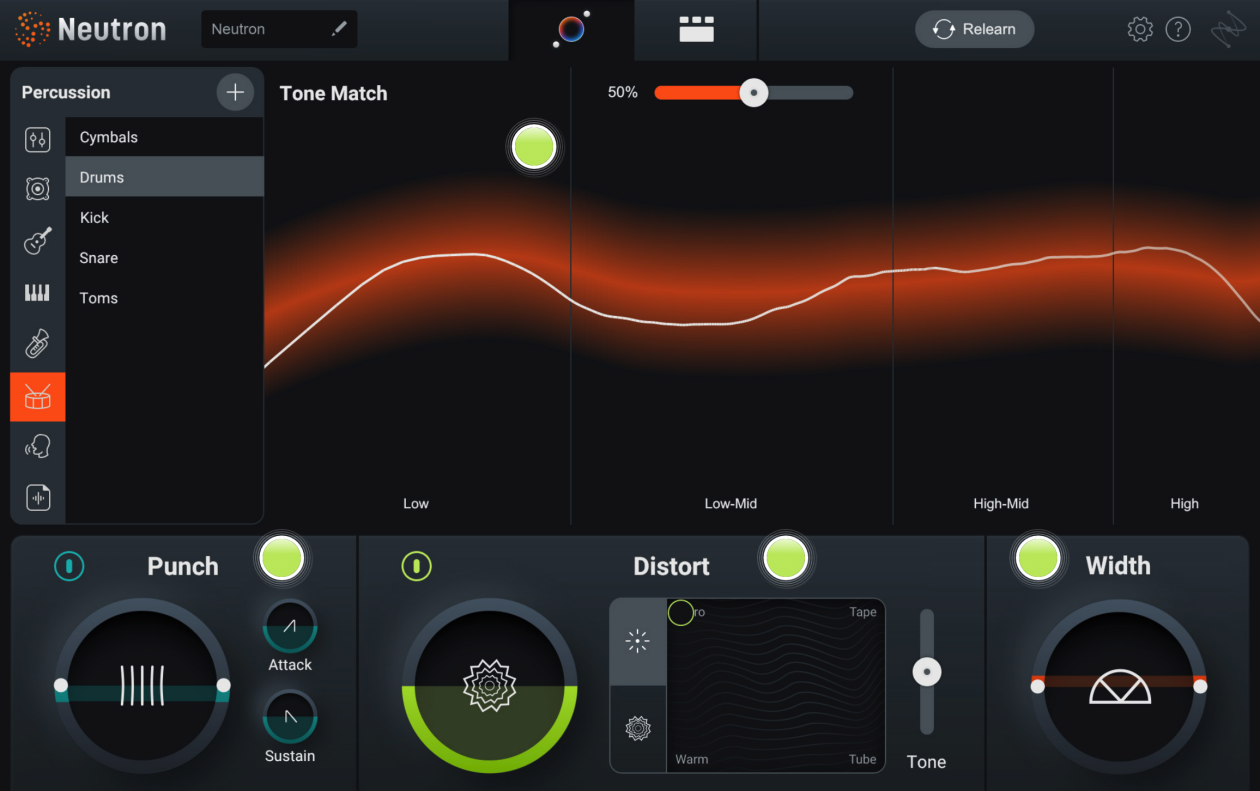 Neutron
Neutron
Relearn
Percussion
Tone Match
50%
Cymbals
Drums
Kick
Snare
Toms
Low
Low-Mid
High-Mid
High
Punch
Distort
Width
Attack
Sustain
Tape
Warm
Tube
Tone